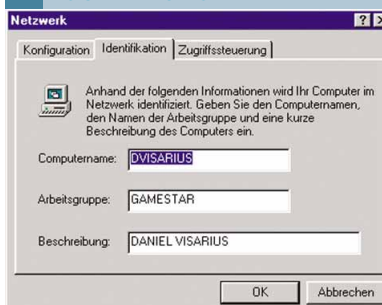 Netzwerk
Konfiguration Identifikation Zugriffssteuerung
Anhand der folgenden Informationen wird Ihr Computer im
Netzwerk identifiziert. Geben Sie den Computernamen,
den Namen der Arbeitsgruppe und eine kurze
Beschreibung des Computers ein.
Computername: DVISARIUS
Arbeitsgruppe: GAMESTAR
Beschreibung: DANIEL VISARIUS
OK Abbrechen